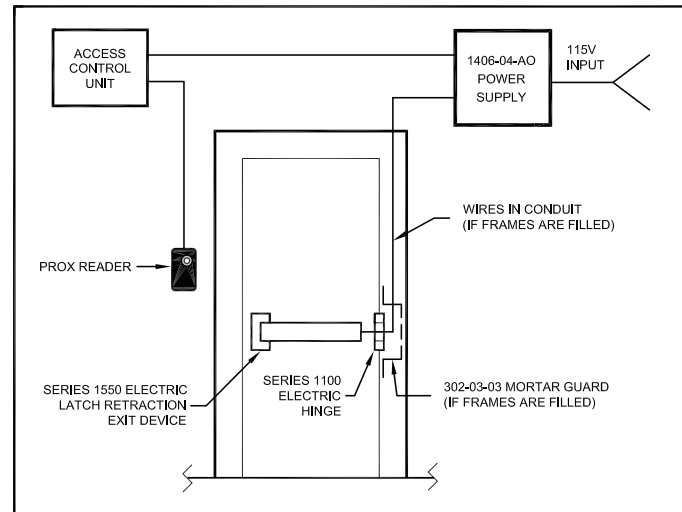 ACCESS
CONTROL
UNIT
1406-04-AO
POWER
SUPPLY
115V
INPUT
WIRES IN CONDUIT
(IF FRAMES ARE FILLED)
PROX READER
SERIES 1550 ELECTRIC
LATCH RETRACTION
EXIT DEVICE
SERIES 1100
ELECTRIC
HINGE
302-03-03 MORTAR GUARD
(IF FRAMES ARE FILLED)